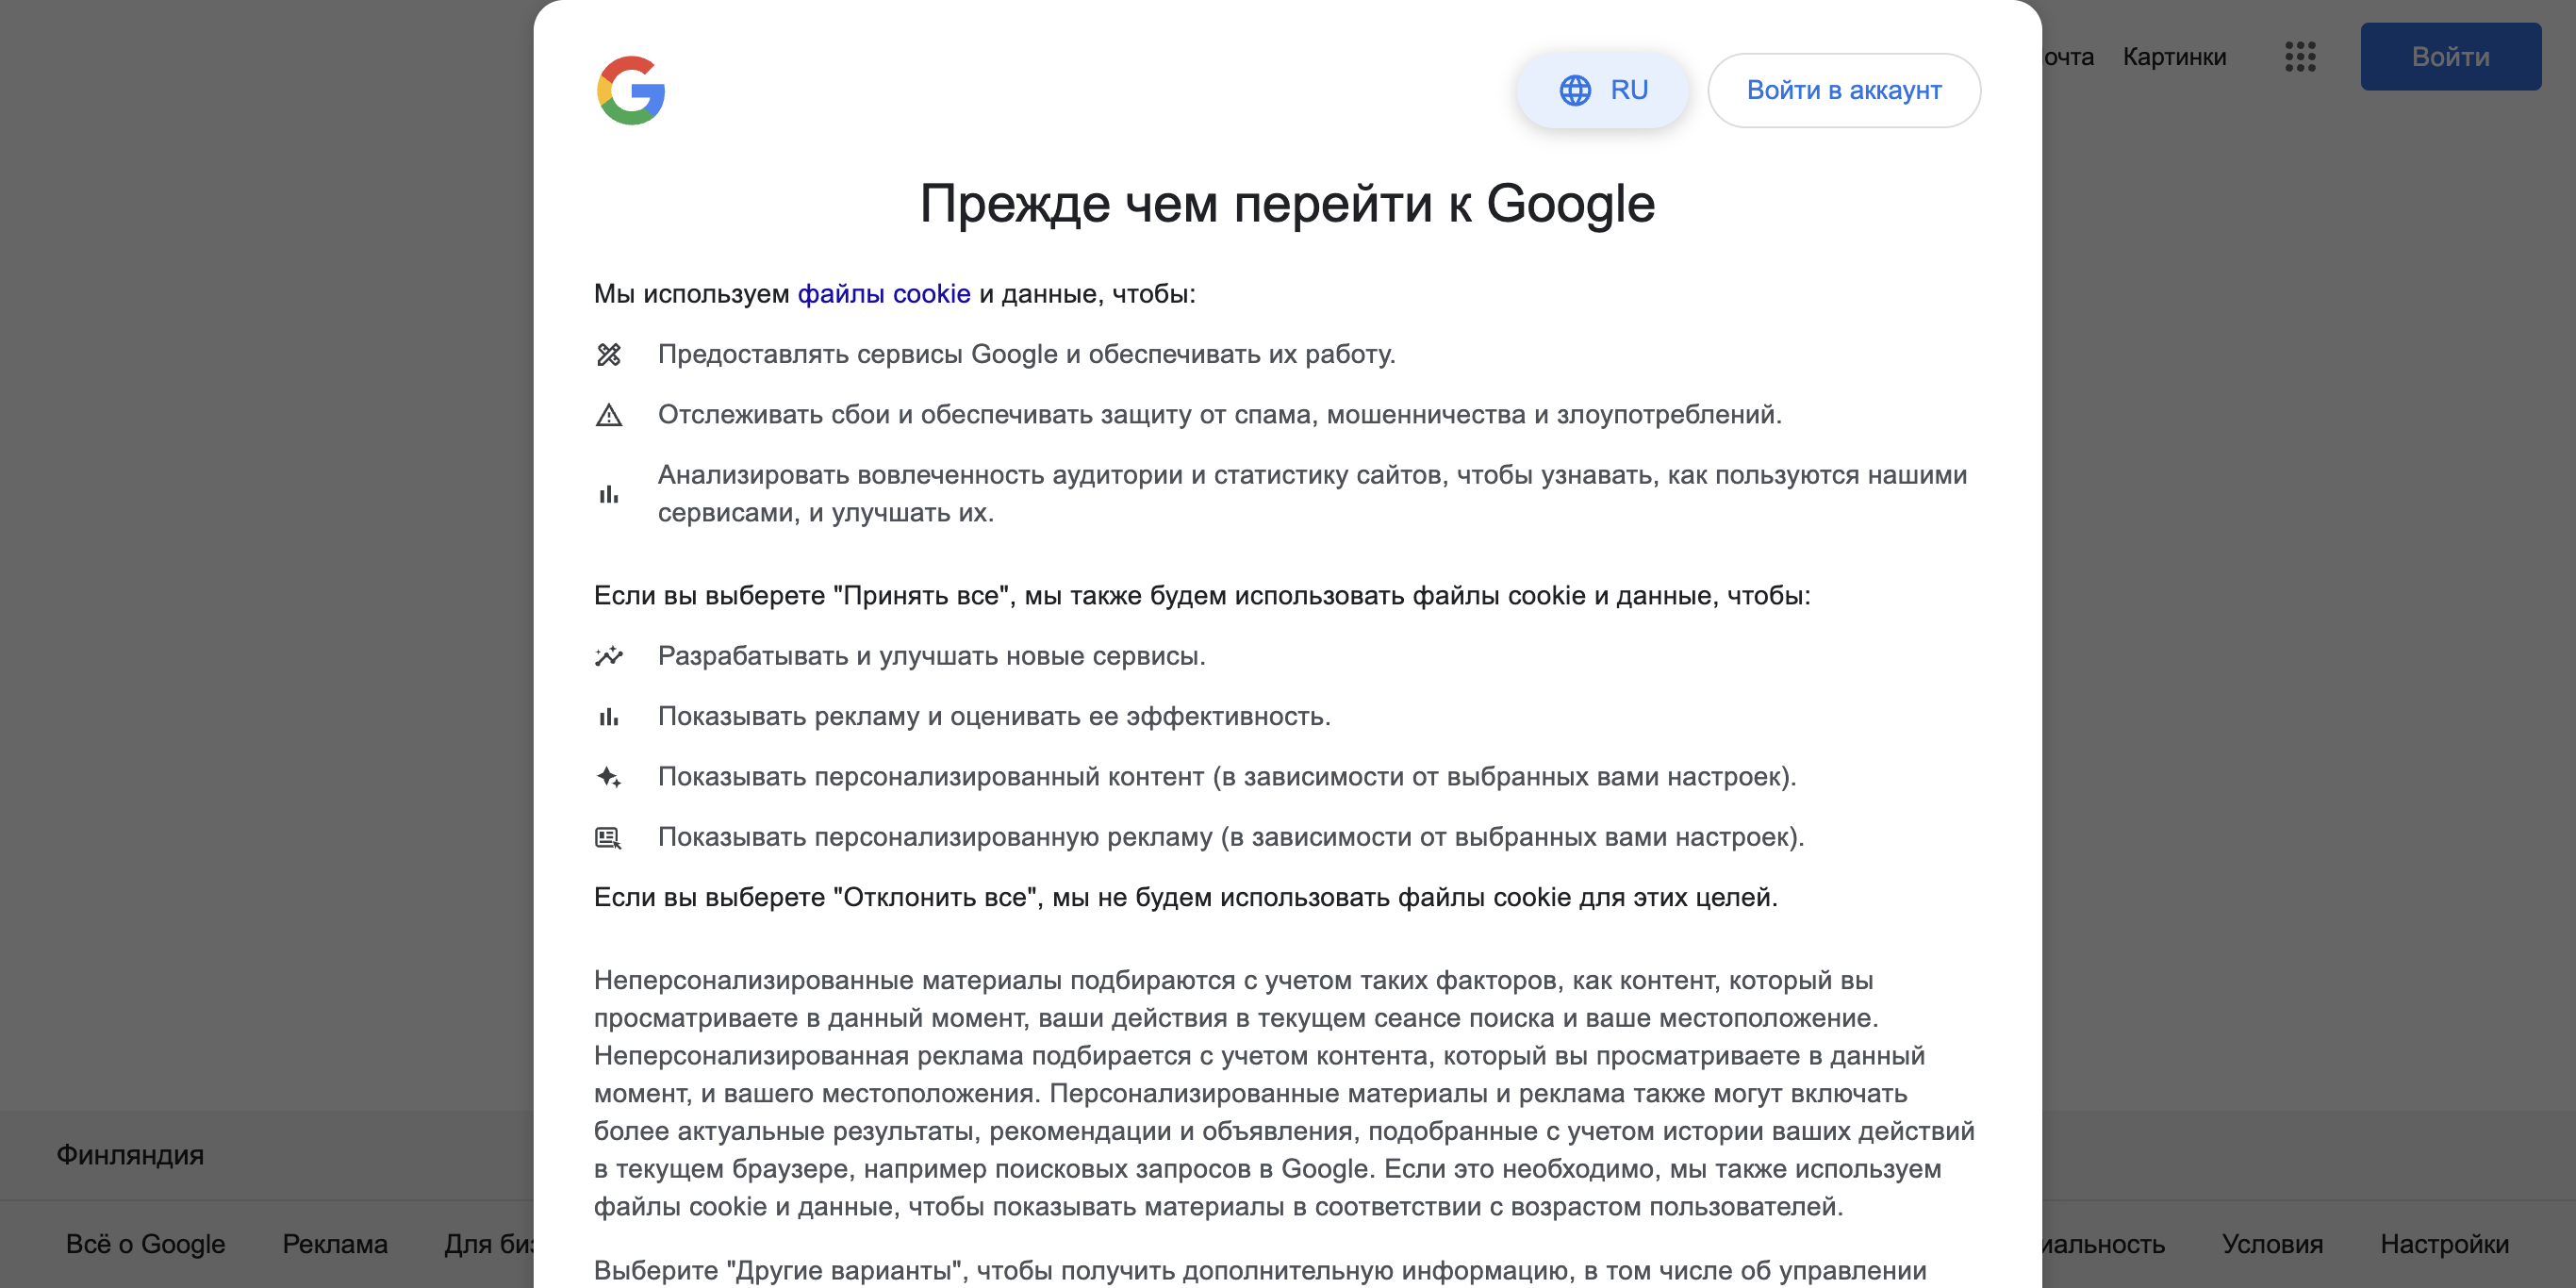 Почта Картинки Войти
RU Войти в аккаунт
Прежде чем перейти к Google
Мы используем файлы cookie и данные, чтобы:
Предоставлять сервисы Google и обеспечивать их работу.
Отслеживать сбои и обеспечивать защиту от спама, мошенничества и злоупотреблений.
Анализировать вовлеченность аудитории и статистику сайтов, чтобы узнавать, как пользуются нашими
сервисами, и улучшать их.
Если вы выберете "Принять все", мы также будем использовать файлы cookie и данные, чтобы:
Разрабатывать и улучшать новые сервисы.
Показывать рекламу и оценивать ее эффективность.
Показывать персонализированный контент (в зависимости от выбранных вами настроек).
Показывать персонализированную рекламу (в зависимости от выбранных вами настроек).
Если вы выберете "Отклонить все", мы не будем использовать файлы cookie для этих целей.
Неперсонализированные материалы подбираются с учетом таких факторов, как контент, который вы
просматриваете в данный момент, ваши действия в текущем сеансе поиска и ваше местоположение.
Неперсонализированная реклама подбирается с учетом контента, который вы просматриваете в данный
момент, и вашего местоположения. Персонализированные материалы и реклама также могут включать
более актуальные результаты, рекомендации и объявления, подобранные с учетом истории ваших действий
в текущем браузере, например поисковых запросов в Google. Если это необходимо, мы также используем
файлы cookie и данные, чтобы показывать материалы в соответствии с возрастом пользователей.
Выберите "Другие варианты", чтобы получить дополнительную информацию, в том числе об управлении
Финляндия
Всё о Google Реклама Для
Условия Настройки